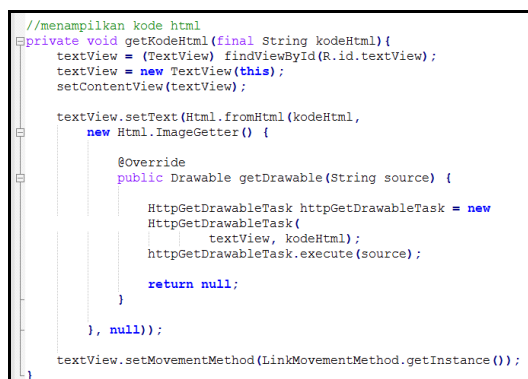 //menampilkan kode html
private void getKodeHtml(final String kodeHtml){
    textView = (TextView) findViewById(R.id.textView);
    textView = new TextView(this);
    setContentView(textView);

    textView.setText(Html.fromHtml(kodeHtml,
        new Html.ImageGetter() {

            @Override
            public Drawable getDrawable(String source) {

                HttpGetDrawableTask httpGetDrawableTask = new
                HttpGetDrawableTask(
                        textView, kodeHtml);
                httpGetDrawableTask.execute(source);

                return null;
            }

        }, null));

    textView.setMovementMethod(LinkMovementMethod.getInstance());
}